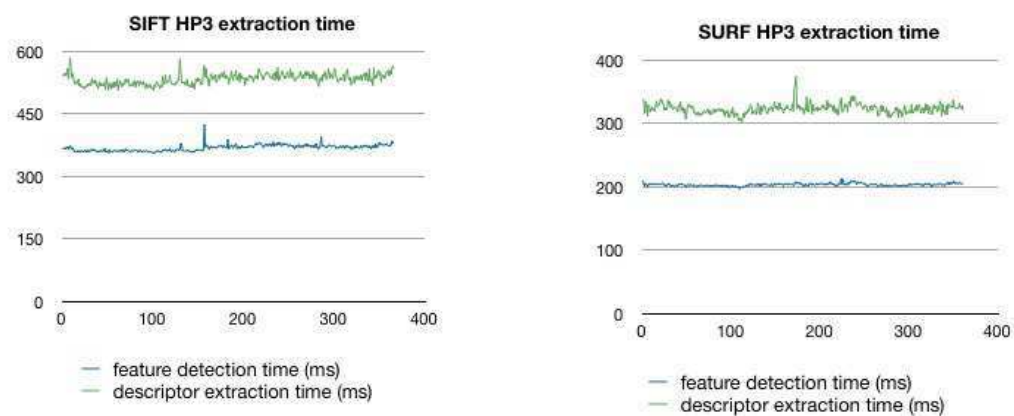 SIFT HP3 extraction time
600
450
300
150
0
0 100 200 300 400
feature detection time (ms)
descriptor extraction time (ms)
SURF HP3 extraction time
400
300
200
100
0
0 100 200 300 400
feature detection time (ms)
descriptor extraction time (ms)